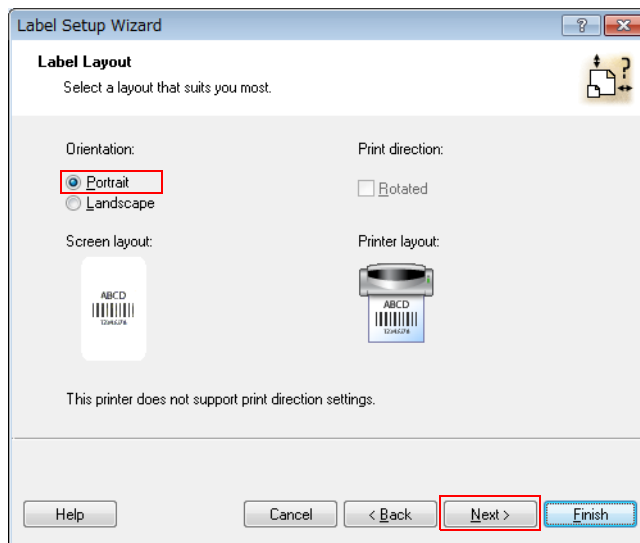 Label Setup Wizard
Label Layout
Select a layout that suits you most.
Orientation:
Print direction:
Portrait
Rotated
Landscape
Screen layout:
Printer layout:
ABCD
ABCD
This printer does not support print direction settings.
Help
Cancel
< Back
Next >
Finish